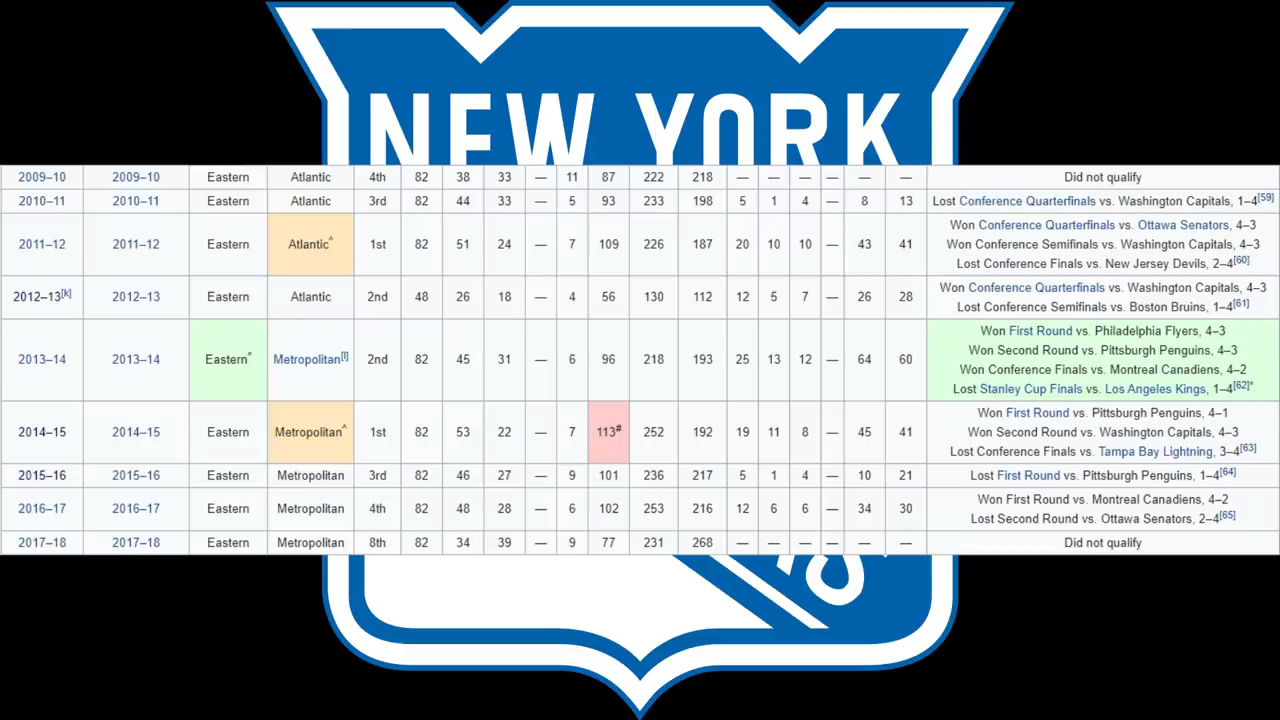 NEW YORK
2009–10 2009–10 Eastern Atlantic 4th 82 38 33 — 11 87 222 218 — — — — — — Did not qualify
2010–11 2010–11 Eastern Atlantic 3rd 82 44 33 — 5 93 233 198 5 1 4 — 8 13 Lost Conference Quarterfinals vs. Washington Capitals, 1–4[59]
2011–12 2011–12 Eastern Atlantic^ 1st 82 51 24 — 7 109 226 187 20 10 10 — 43 41 Won Conference Quarterfinals vs. Ottawa Senators, 4–3
Won Conference Semifinals vs. Washington Capitals, 4–3
Lost Conference Finals vs. New Jersey Devils, 2–4[60]
2012–13[k] 2012–13 Eastern Atlantic 2nd 48 26 18 — 4 56 130 112 12 5 7 — 26 28 Won Conference Quarterfinals vs. Washington Capitals, 4–3
Lost Conference Semifinals vs. Boston Bruins, 1–4[61]
2013–14 2013–14 Eastern* Metropolitan[l] 2nd 82 45 31 — 6 96 218 193 25 13 12 — 64 60 Won First Round vs. Philadelphia Flyers, 4–3
Won Second Round vs. Pittsburgh Penguins, 4–3
Won Conference Finals vs. Montreal Canadiens, 4–2
Lost Stanley Cup Finals vs. Los Angeles Kings, 1–4[62]*
2014–15 2014–15 Eastern Metropolitan^ 1st 82 53 22 — 7 113# 252 192 19 11 8 — 45 41 Won First Round vs. Pittsburgh Penguins, 4–1
Won Second Round vs. Washington Capitals, 4–3
Lost Conference Finals vs. Tampa Bay Lightning, 3–4[63]
2015–16 2015–16 Eastern Metropolitan 3rd 82 46 27 — 9 101 236 217 5 1 4 — 10 21 Lost First Round vs. Pittsburgh Penguins, 1–4[64]
2016–17 2016–17 Eastern Metropolitan 4th 82 48 28 — 6 102 253 216 12 6 6 — 34 30 Won First Round vs. Montreal Canadiens, 4–2
Lost Second Round vs. Ottawa Senators, 2–4[65]
2017–18 2017–18 Eastern Metropolitan 8th 82 34 39 — 9 77 231 268 — — — — — — Did not qualify